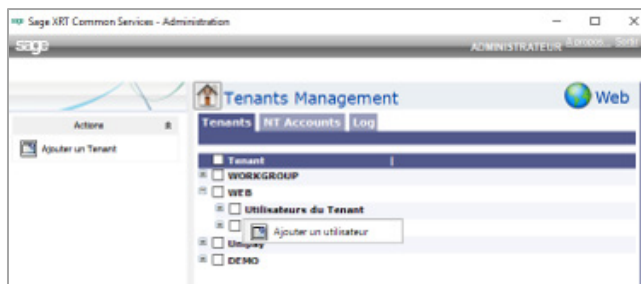 Sage XRT Common Services - Administration
sage
ADMINISTRATEUR A propos... Sortir
Tenants Management
Web
Actions
Ajouter un Tenant
Tenants NT Accounts Log
Tenant
WORKGROUP
WEB
Utilisateurs du Tenant
Ajouter un utilisateur
Unipay
DEMO